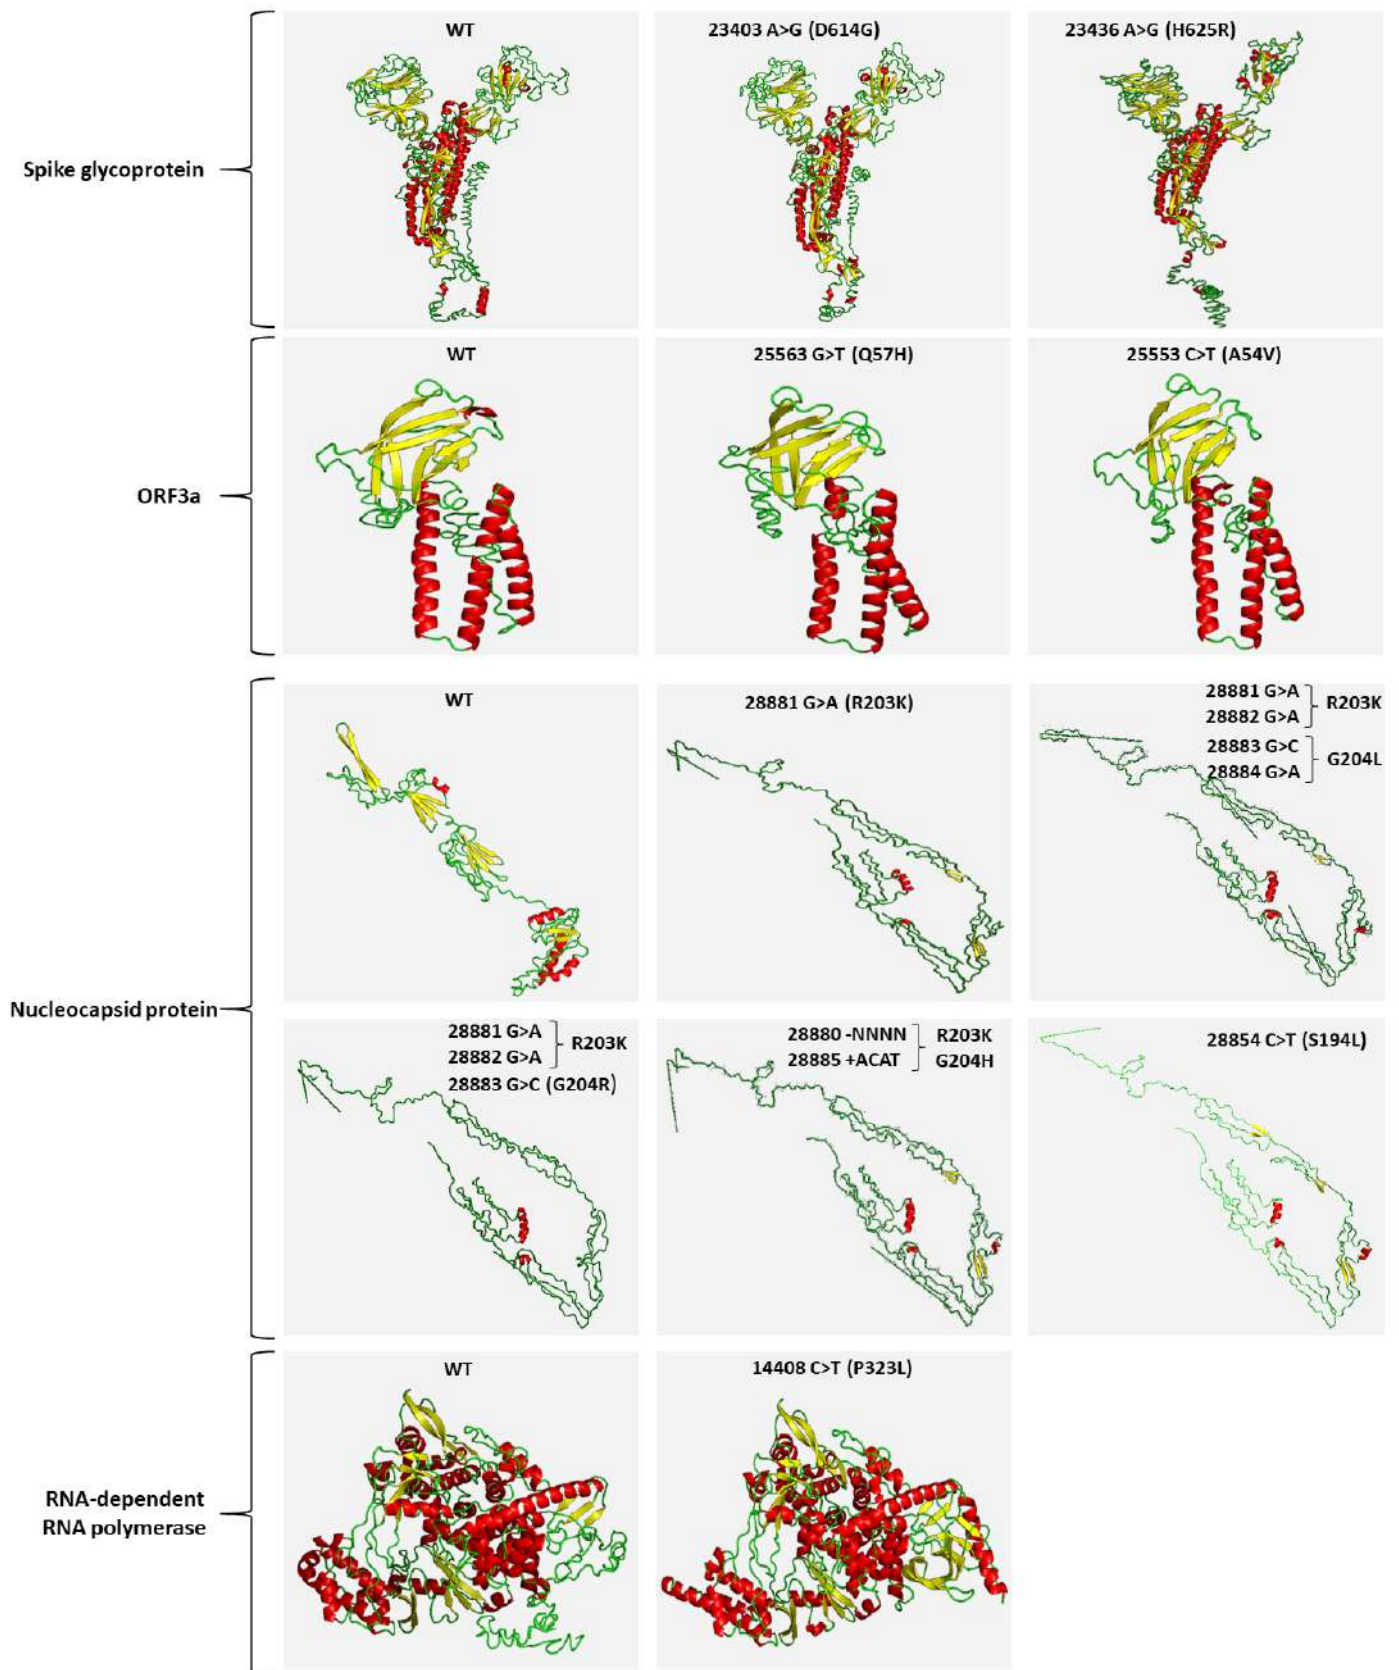 Spike glycoprotein
WT
23403 A>G (D614G)
23436 A>G (H625R)
ORF3a
WT
25563 G>T (Q57H)
25553 C>T (A54V)
Nucleocapsid protein
WT
28881 G>A (R203K)
28881 G>A
28882 G>A
R203K
28883 G>C
28884 G>A
G204L
28881 G>A
28882 G>A
R203K
28883 G>C (G204R)
28880 -NNNN
28885 +ACAT
R203K
G204H
28854 C>T (S194L)
RNA-dependent
RNA polymerase
WT
14408 C>T (P323L)